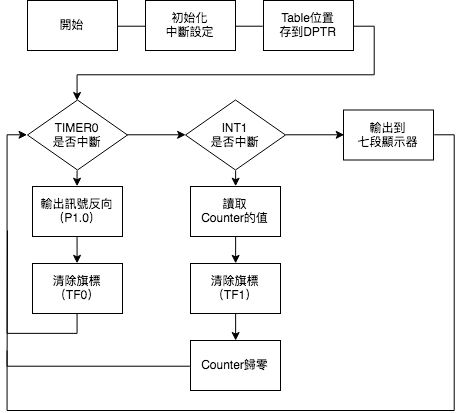 開始
初始化
中斷設定
Table位置
存到DPTR
TIMER0
是否中斷
INT1
是否中斷
輸出到
七段顯示器
輸出訊號反向
（P1.0）
讀取
Counter的值
清除旗標
（TF0）
清除旗標
（TF1）
Counter歸零